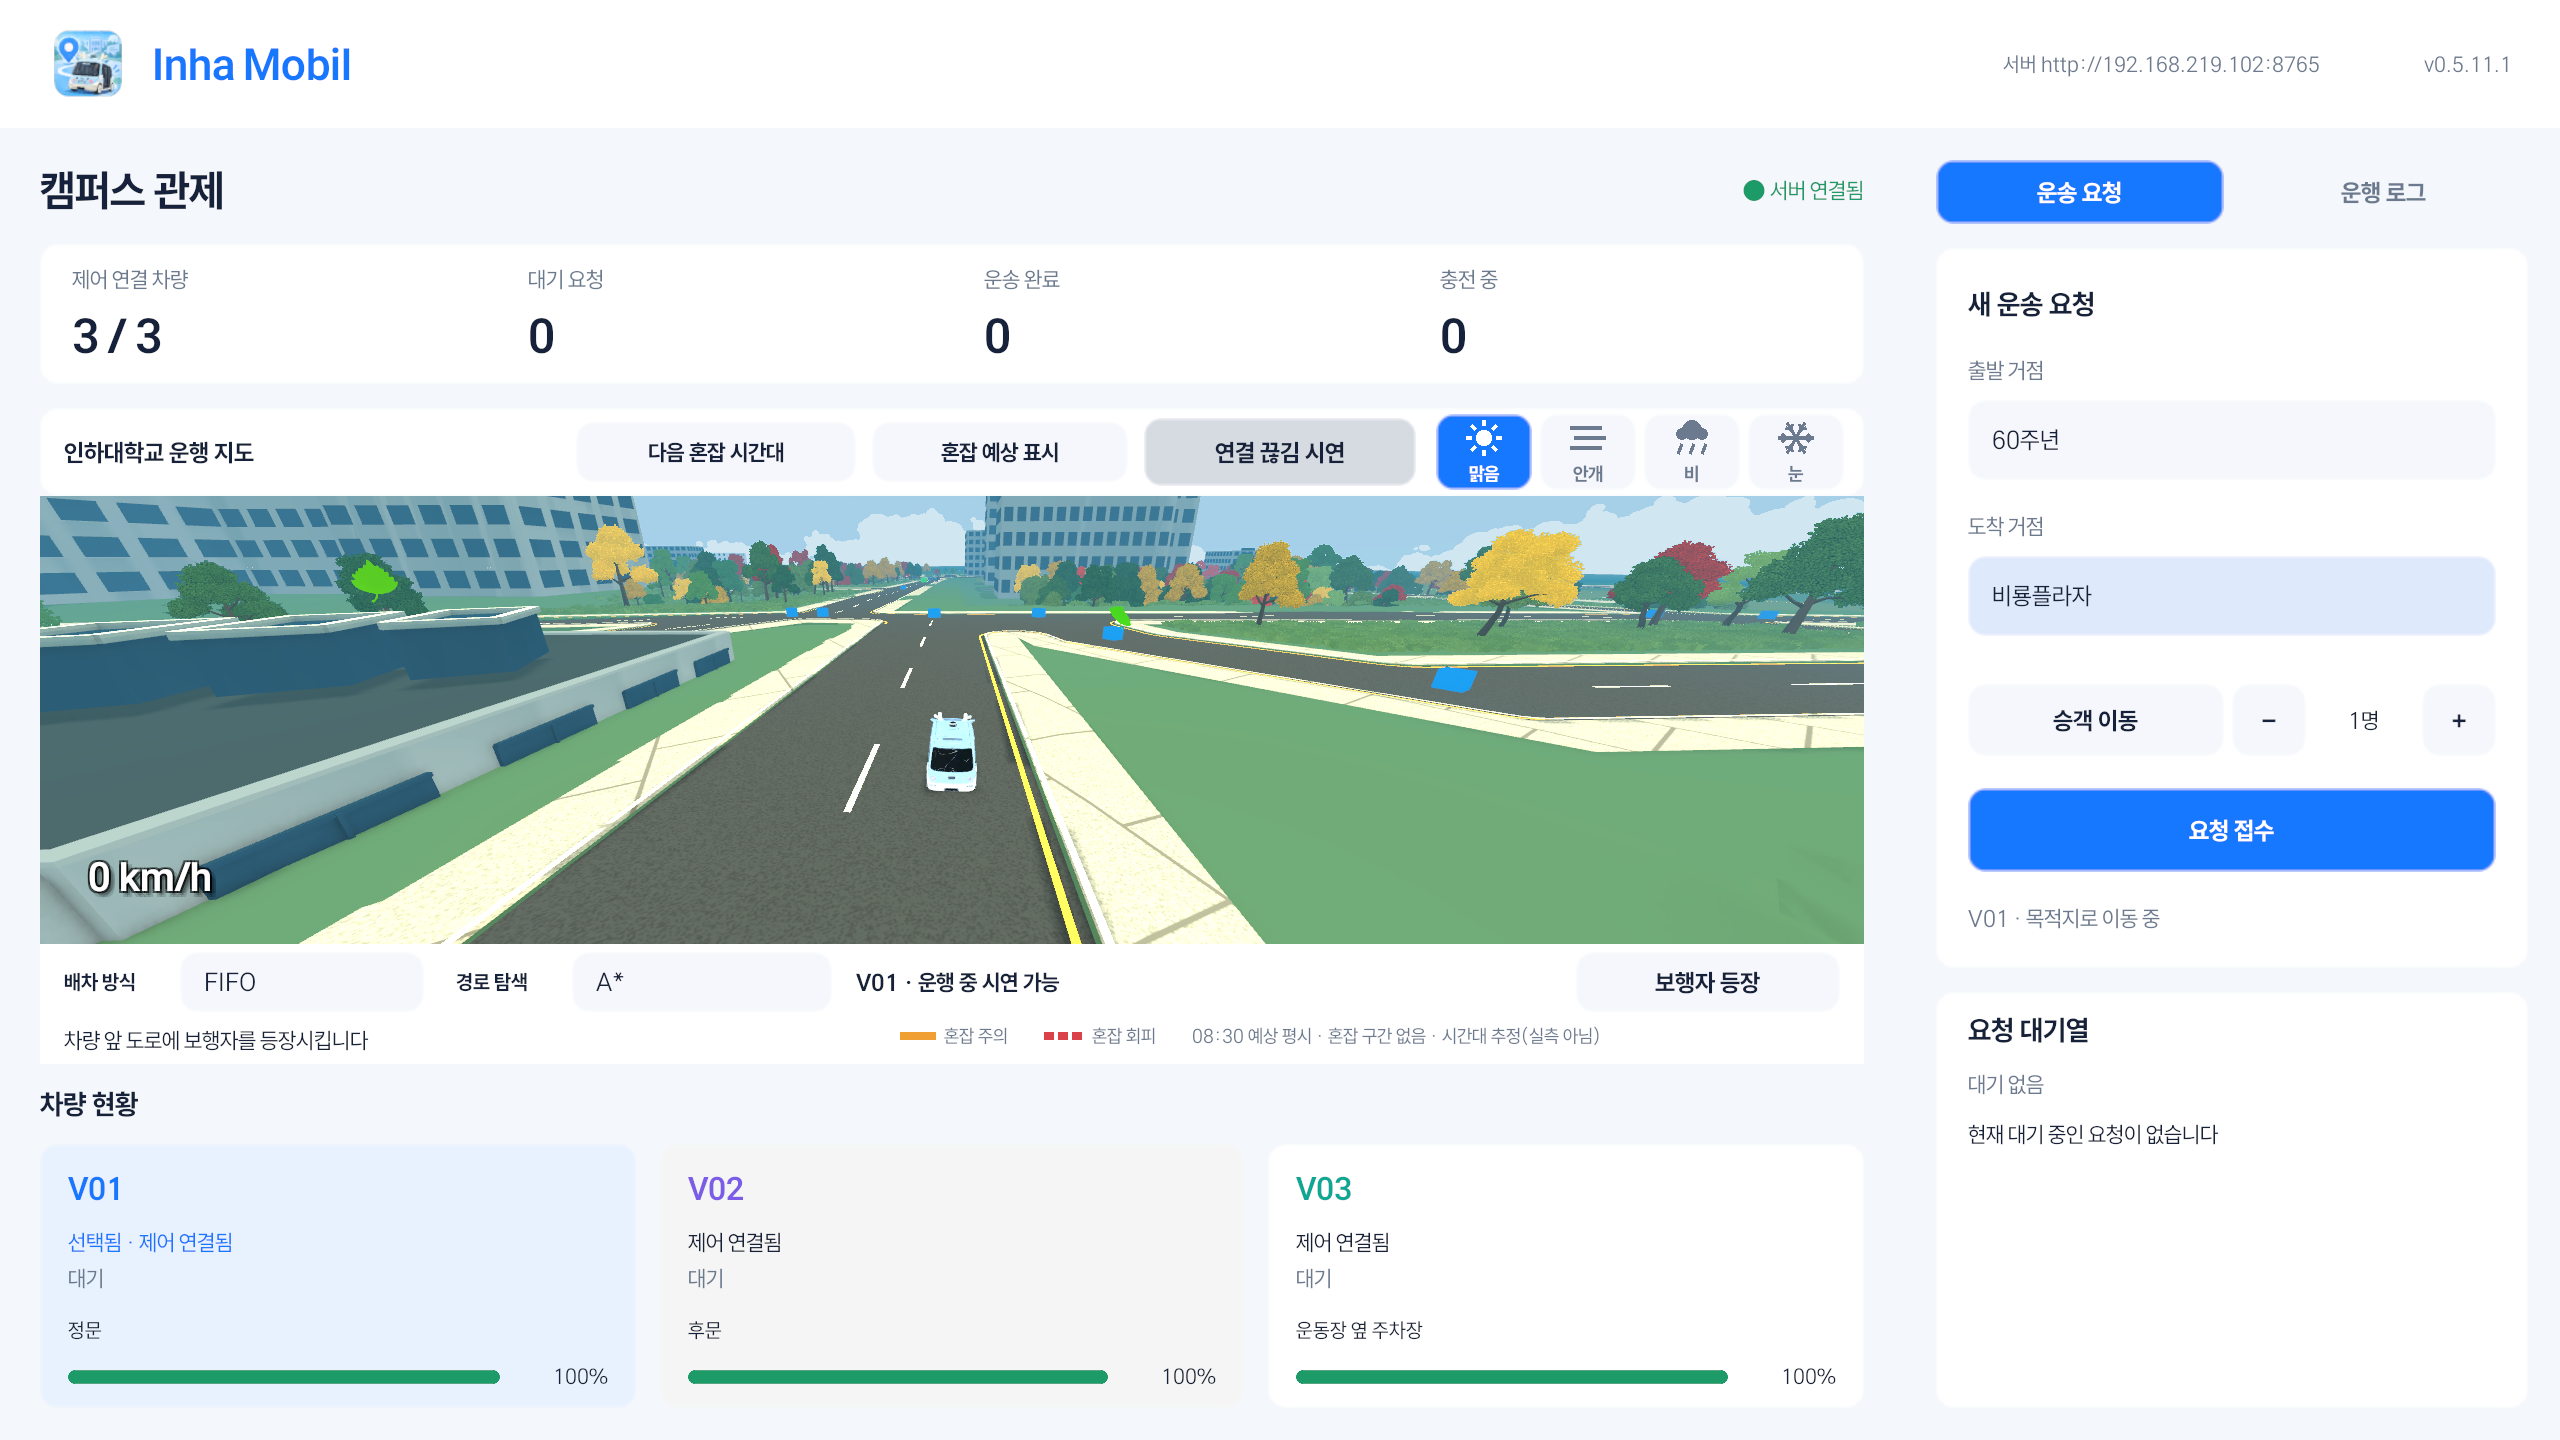 Inha Mobil
서버 http://192.168.219.102:8765
v0.5.11.1
캠퍼스 관제
서버 연결됨
제어 연결 차량
3 / 3
대기 요청
0
운송 완료
0
충전 중
0
인하대학교 운행 지도
다음 혼잡 시간대
혼잡 예상 표시
연결 끊김 시연
맑음
안개
비
눈
0 km/h
배차 방식
FIFO
경로 탐색
A*
V01 · 운행 중 시연 가능
보행자 등장
차량 앞 도로에 보행자를 등장시킵니다
혼잡 주의
혼잡 회피
08:30 예상 평시 · 혼잡 구간 없음 · 시간대 추정(실측 아님)
차량 현황
V01
선택됨 · 제어 연결됨
대기
정문
100%
V02
제어 연결됨
대기
후문
100%
V03
제어 연결됨
대기
운동장 옆 주차장
100%
운송 요청
운행 로그
새 운송 요청
출발 거점
60주년
도착 거점
비룡플라자
승객 이동
−
1명
+
요청 접수
V01 · 목적지로 이동 중
요청 대기열
대기 없음
현재 대기 중인 요청이 없습니다